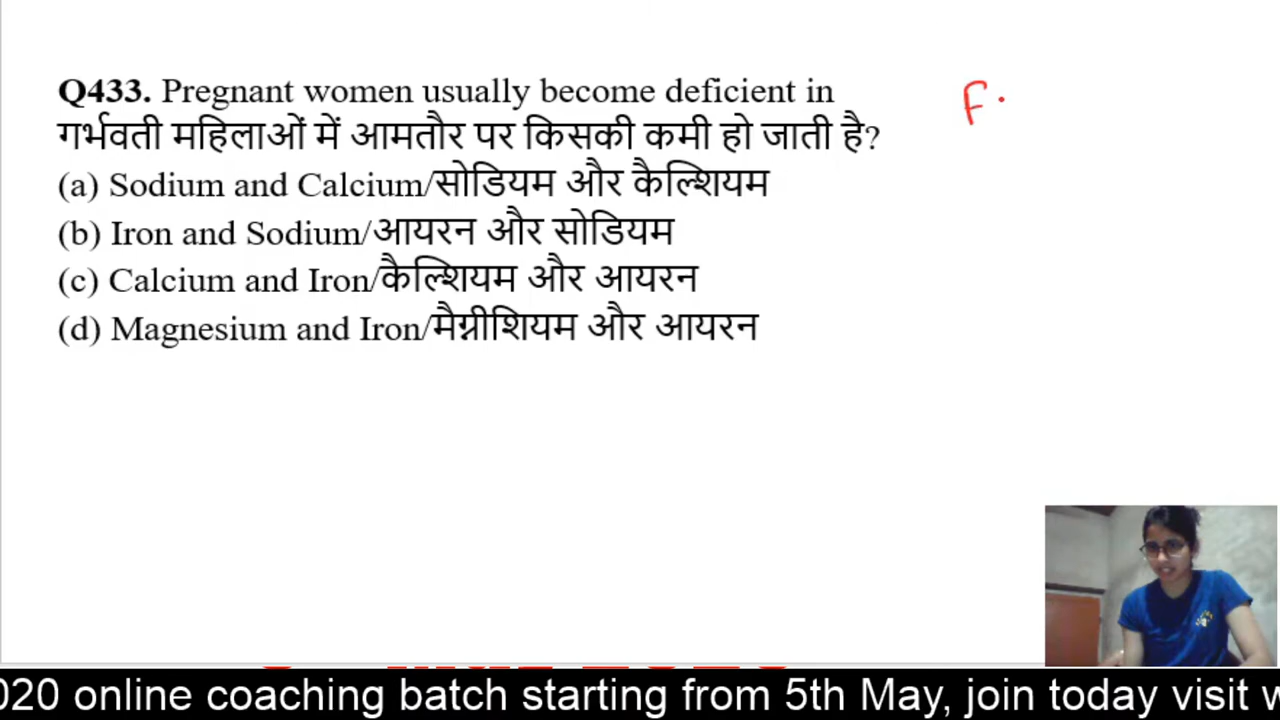 Q433. Pregnant women usually become deficient in
F.
गर्भवती महिलाओं में आमतौर पर किसकी कमी हो जाती है?
(a) Sodium and Calcium/सोडियम और कैल्शियम
(b) Iron and Sodium/आयरन और सोडियम
(c) Calcium and Iron/कैल्शियम और आयरन
(d) Magnesium and Iron/मैग्नीशियम और आयरन
020 online coaching batch starting from 5th May, join today visit